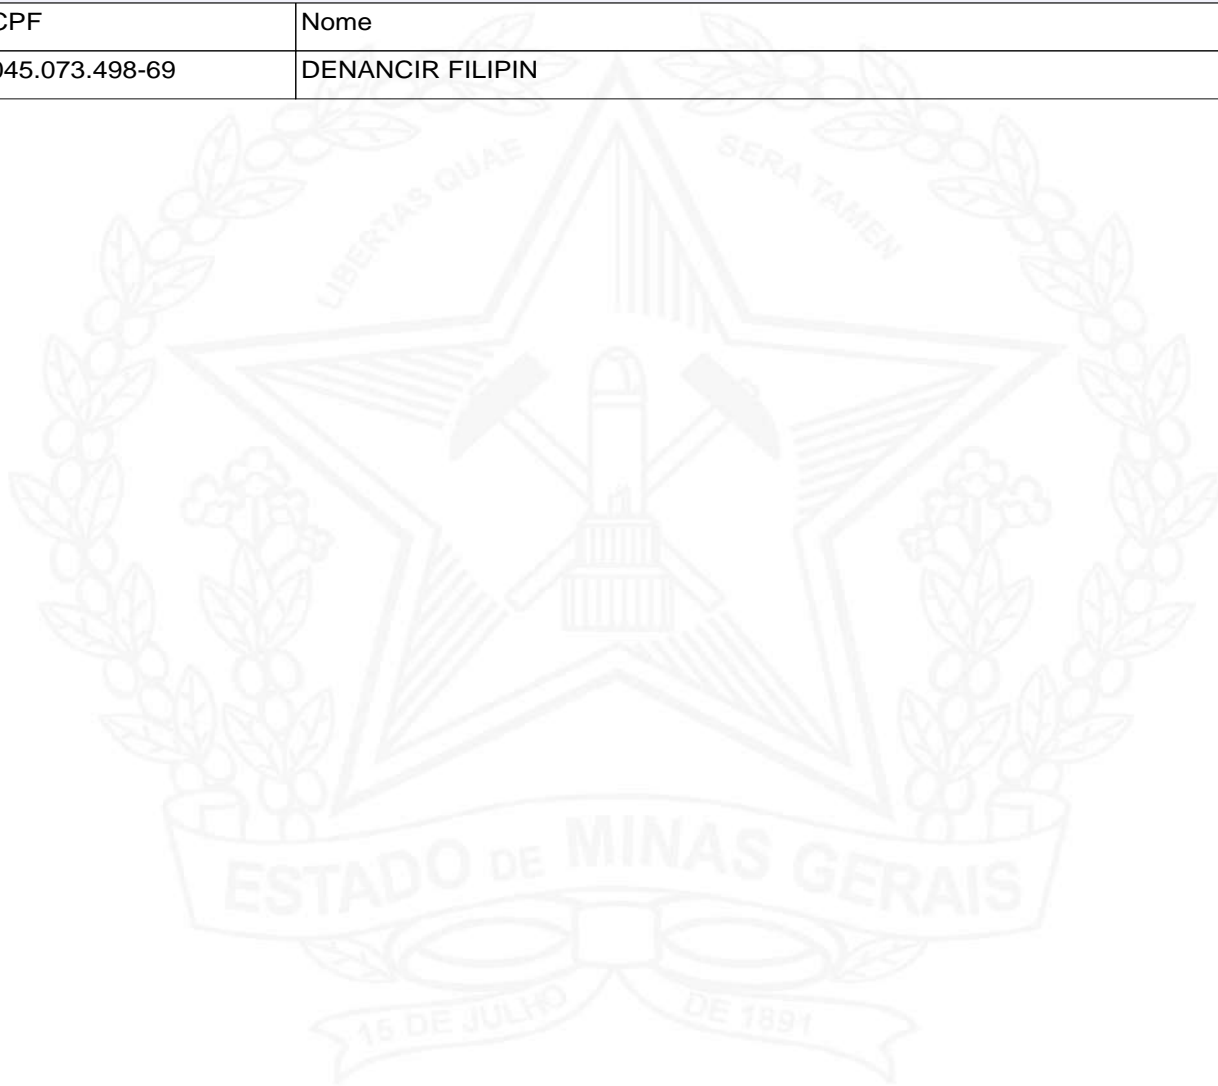 CPF Nome
045.073.498-69 DENANCIR FILIPIN
LIBERTAS QUAE SERA TAMEN
ESTADO DE MINAS GERAIS
15 DE JULHO DE 1891